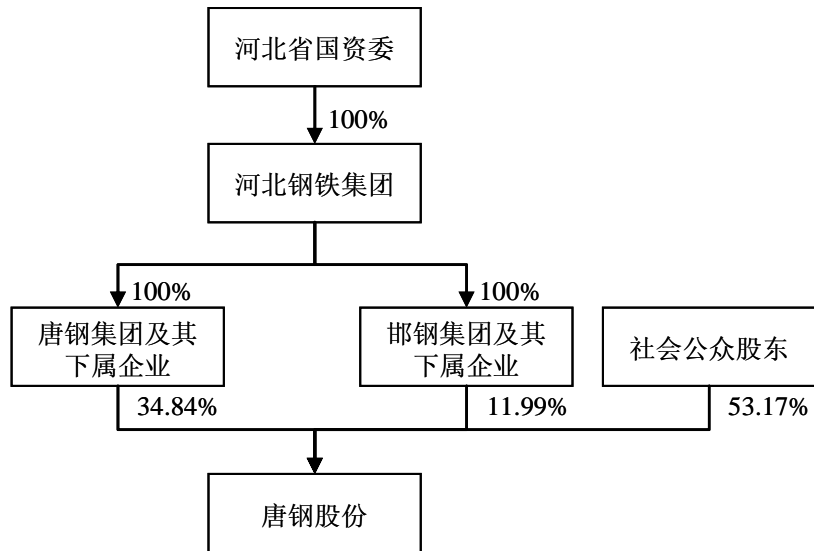 河北省国资委
100%
河北钢铁集团
100%
100%
唐钢集团及其
下属企业
邯钢集团及其
下属企业
社会公众股东
34.84%
11.99%
53.17%
唐钢股份